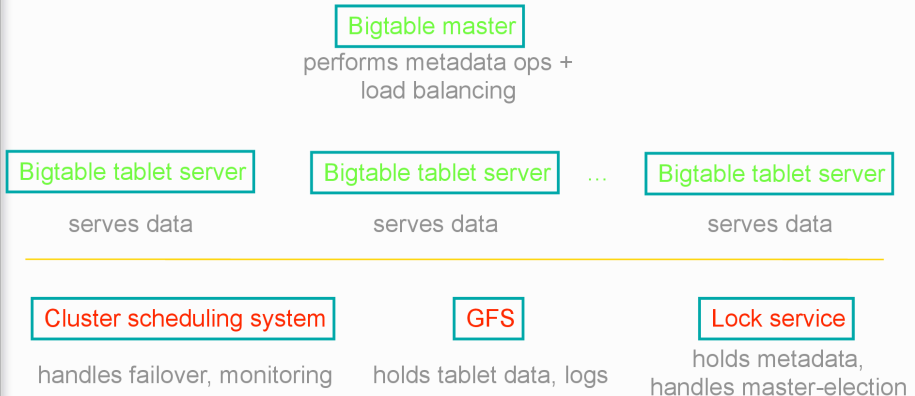 Bigtable master
performs metadata ops +
load balancing
Bigtable tablet server
Bigtable tablet server
...
Bigtable tablet server
serves data
serves data
serves data
Cluster scheduling system
GFS
Lock service
handles failover, monitoring
holds tablet data, logs
holds metadata,
handles master-election